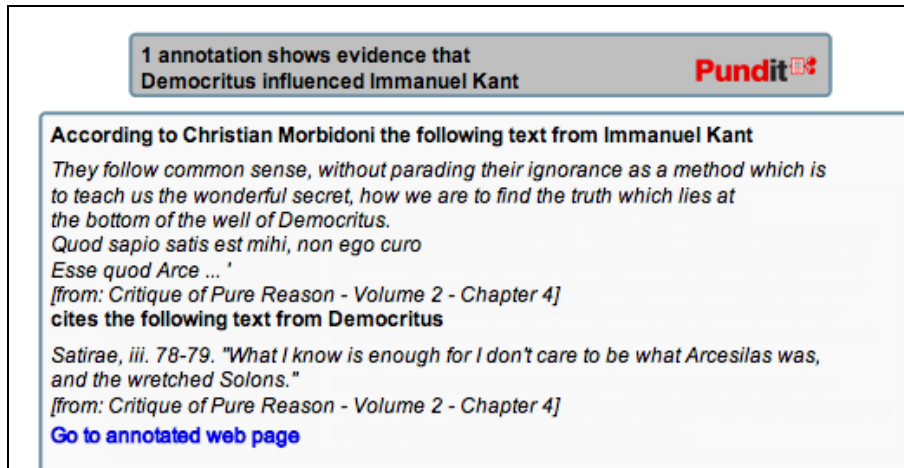 1 annotation shows evidence that
Democritus influenced Immanuel Kant
Pundit
According to Christian Morbidoni the following text from Immanuel Kant
They follow common sense, without parading their ignorance as a method which is
to teach us the wonderful secret, how we are to find the truth which lies at
the bottom of the well of Democritus.
Quod sapio satis est mihi, non ego curo
Esse quod Arce ... '
[from: Critique of Pure Reason - Volume 2 - Chapter 4]
cites the following text from Democritus
Satirae, iii. 78-79. "What I know is enough for I don't care to be what Arcesilas was,
and the wretched Solons."
[from: Critique of Pure Reason - Volume 2 - Chapter 4]
Go to annotated web page